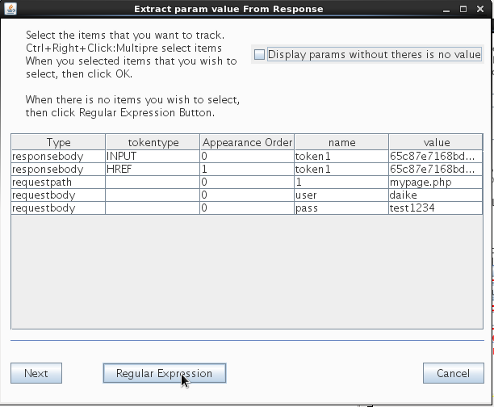 Extract param value From Response
Select the items that you want to track.
Ctrl+Right+Click:Multipre select items
When you selected items that you wish to
select, then click OK.
Display params without theres is no value
When there is no items you wish to select,
then click Regular Expression Button.
Type tokentype Appearance Order name value
responsebody INPUT 0 token1 65c87e7168bd...
responsebody HREF 1 token1 65c87e7168bd...
requestpath 0 1 mypage.php
requestbody 0 user daike
requestbody 0 pass test1234
Next Regular Expression Cancel